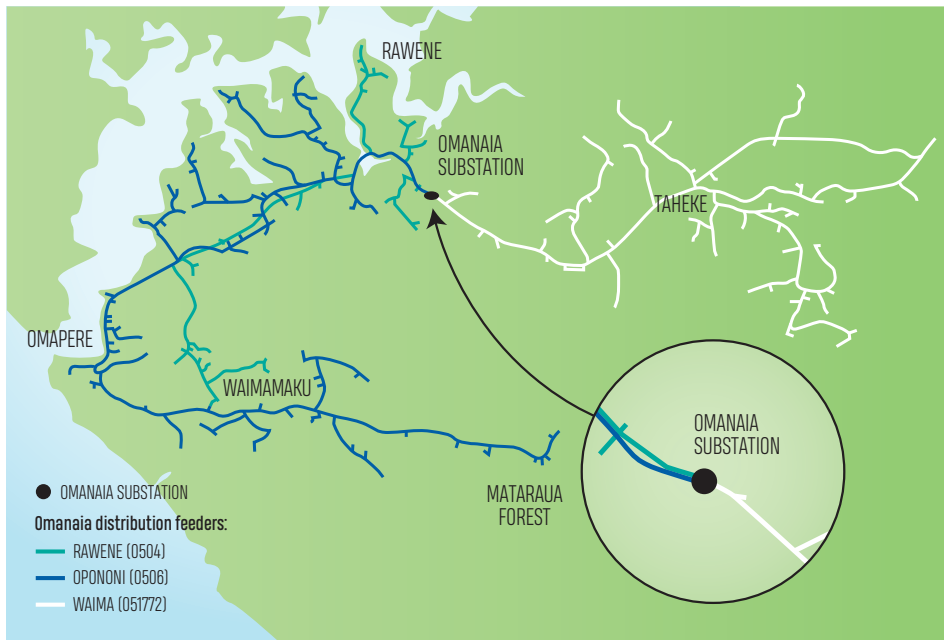 RAWENE
OMANAIA
SUBSTATION
TAHEKE
OMAPERE
WAIMAMAKU
OMANAIA
SUBSTATION
MATARAUA
FOREST
OMANAIA SUBSTATION
Omanaia distribution feeders:
RAWENE (0504)
OPONONI (0506)
WAIMA (051772)